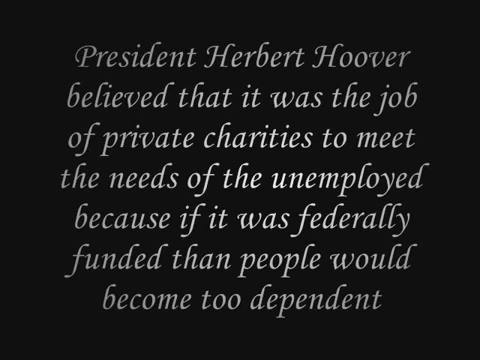 President Herbert Hoover
believed that it was the job
of private charities to meet
the needs of the unemployed
because if it was federally
funded than people would
become too dependent